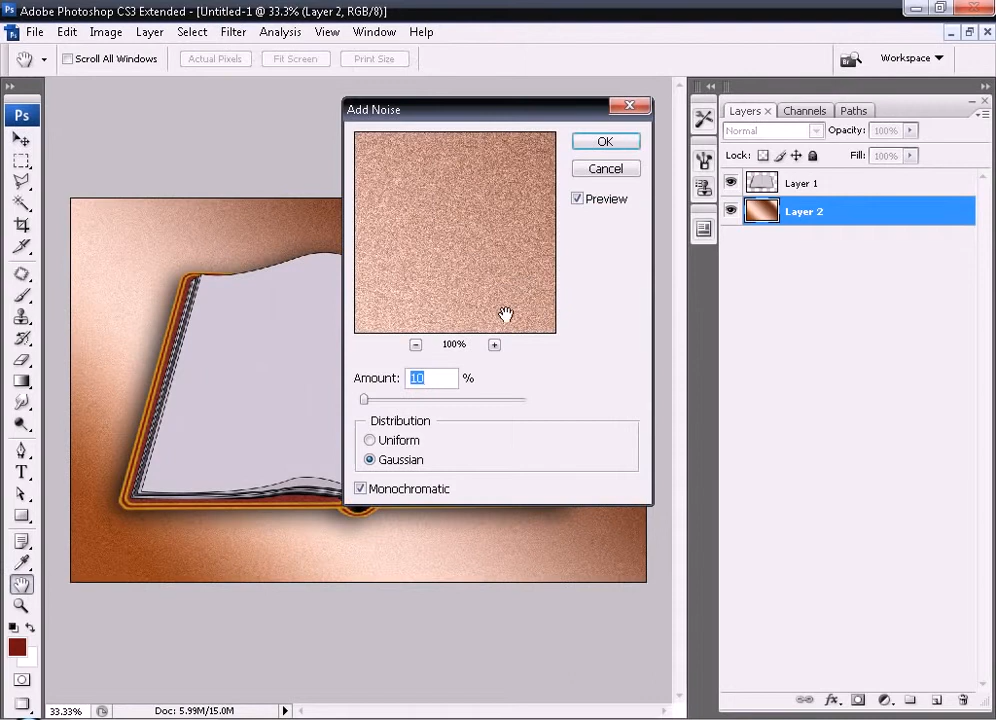 Ps Adobe Photoshop CS3 Extended - [Untitled-1 @ 33.3% (Layer 2, RGB/8)]
File Edit Image Layer Select Filter Analysis View Window Help
Scroll All Windows Actual Pixels Fit Screen Print Size Workspace
Ps
Add Noise
OK
Cancel
Preview
100%
Amount: 10 %
Distribution
Uniform
Gaussian
Monochromatic
Layers Channels Paths
Normal Opacity: 100%
Lock: Fill: 100%
Layer 1
Layer 2
T
fx
33.33% Doc: 5.99M/15.0M